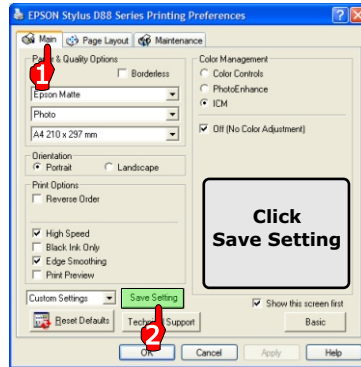 EPSON Stylus D88 Series Printing Preferences
Main
Page Layout
Maintenance
1
Paper & Quality Options
Borderless
Epson Matte
Photo
A4 210 x 297 mm
Orientation
Portrait
Landscape
Print Options
Reverse Order
High Speed
Black Ink Only
Edge Smoothing
Print Preview
Color Management
Color Controls
PhotoEnhance
ICM
Off (No Color Adjustment)
Click
Save Setting
Custom Settings
Save Setting
Show this screen first
Reset Defaults
Technical Support
Basic
2
OK
Cancel
Apply
Help